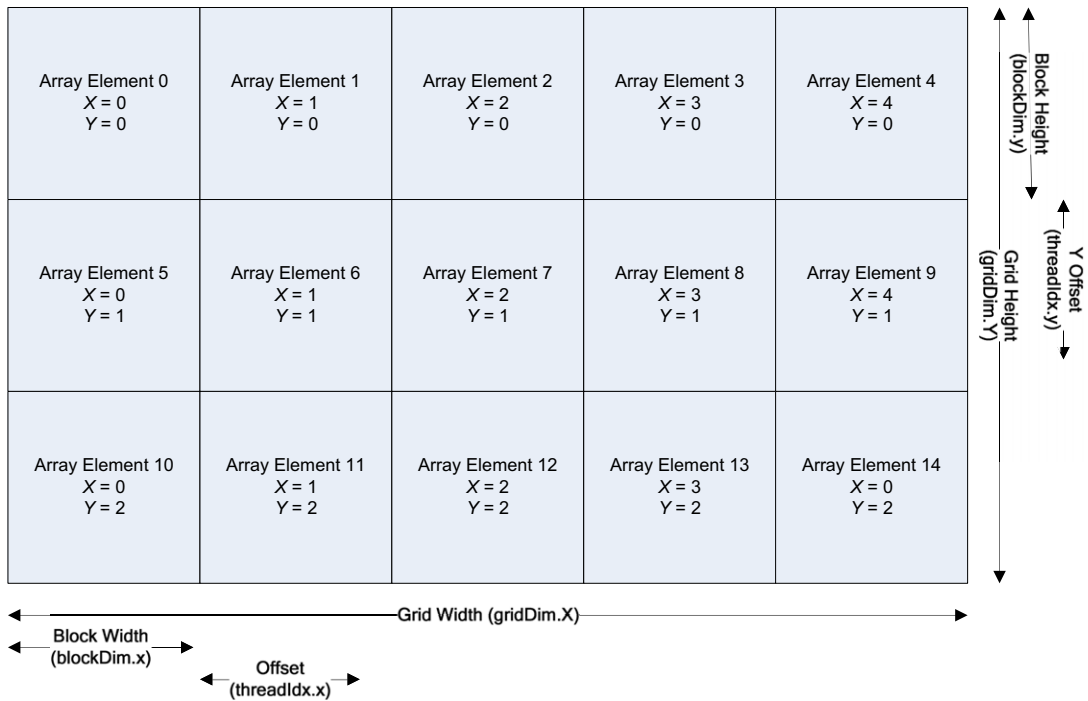 Array Element 0
X = 0
Y = 0
Array Element 1
X = 1
Y = 0
Array Element 2
X = 2
Y = 0
Array Element 3
X = 3
Y = 0
Array Element 4
X = 4
Y = 0
Array Element 5
X = 0
Y = 1
Array Element 6
X = 1
Y = 1
Array Element 7
X = 2
Y = 1
Array Element 8
X = 3
Y = 1
Array Element 9
X = 4
Y = 1
Array Element 10
X = 0
Y = 2
Array Element 11
X = 1
Y = 2
Array Element 12
X = 2
Y = 2
Array Element 13
X = 3
Y = 2
Array Element 14
X = 0
Y = 2
Block Height
(blockDim.y)
Grid Height
(gridDim.Y)
Y Offset
(threadIdx.y)
Grid Width (gridDim.X)
Block Width
(blockDim.x)
Offset
(threadIdx.x)